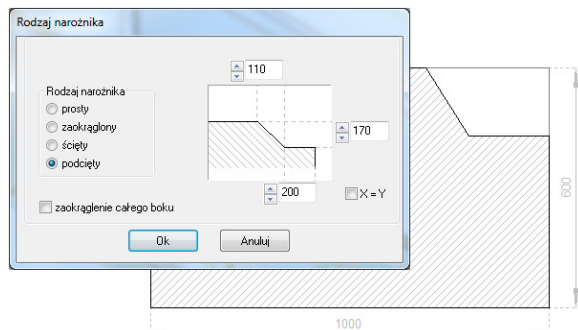 Rodzaj narożnika
110
Rodzaj narożnika
prosty
zaokrąglony
ścięty
podcięty
170
200
X = Y
zaokrąglenie całego boku
Ok
Anuluj
600
1000